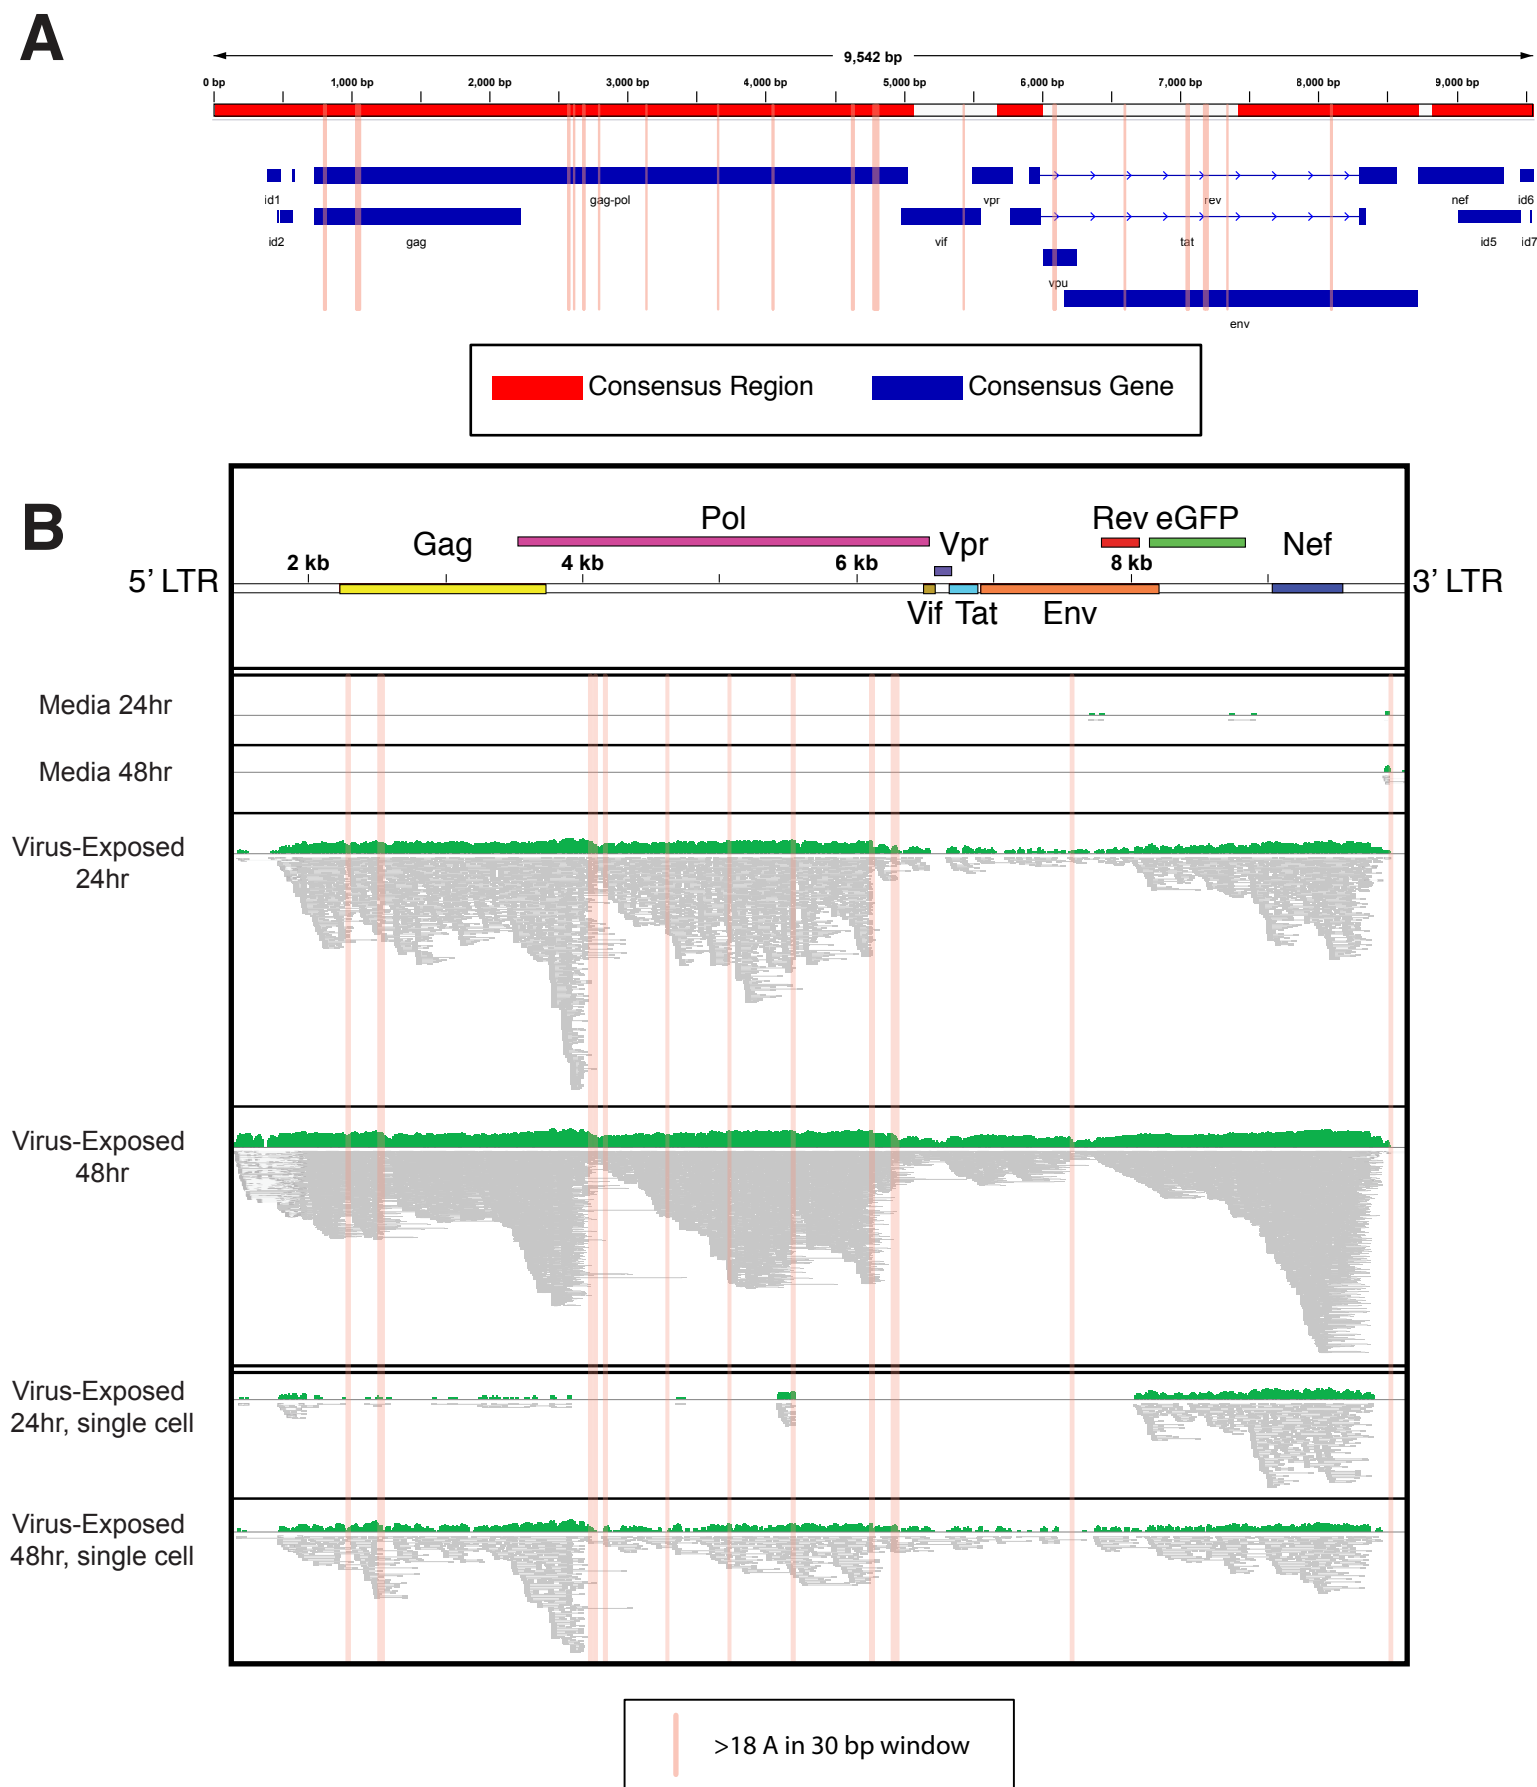 A
9,542 bp
0 bp 1,000 bp 2,000 bp 3,000 bp 4,000 bp 5,000 bp 6,000 bp 7,000 bp 8,000 bp 9,000 bp
id1 gag-pol vpr rev nef id6
id2 gag vif tat id5 id7
vpu
env
Consensus Region Consensus Gene
B
Pol Rev eGFP
Gag Vpr Nef
2 kb 4 kb 6 kb 8 kb
5' LTR 3' LTR
Vif Tat Env
Media 24hr
Media 48hr
Virus-Exposed
24hr
Virus-Exposed
48hr
Virus-Exposed
24hr, single cell
Virus-Exposed
48hr, single cell
>18 A in 30 bp window